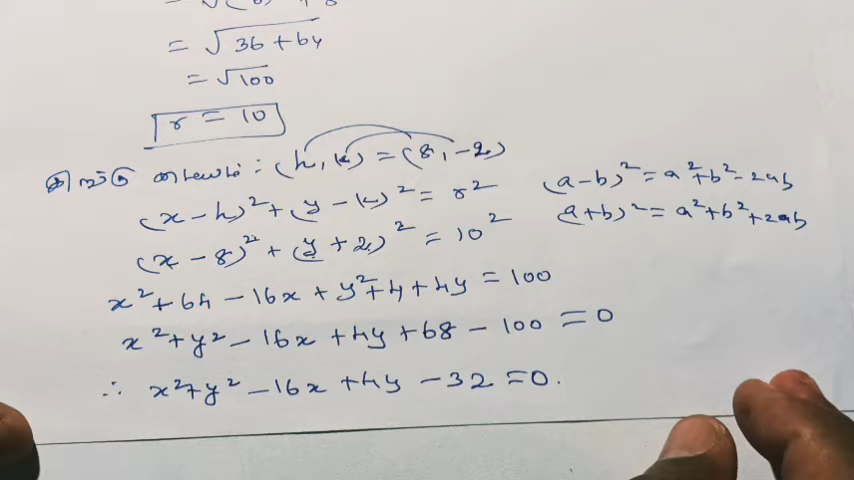 = √36+64
= √100
r = 10
மையம் : (h, k) = (8, -2)
(x - h)² + (y - k)² = r²
(a-b)² = a²+b²-2ab
(x - 8)² + (y + 2)² = 10²
(a+b)² = a²+b²+2ab
x² + 64 - 16x + y² + 4 + 4y = 100
x² + y² - 16x + 4y + 68 - 100 = 0
∴ x² + y² - 16x + 4y - 32 = 0.